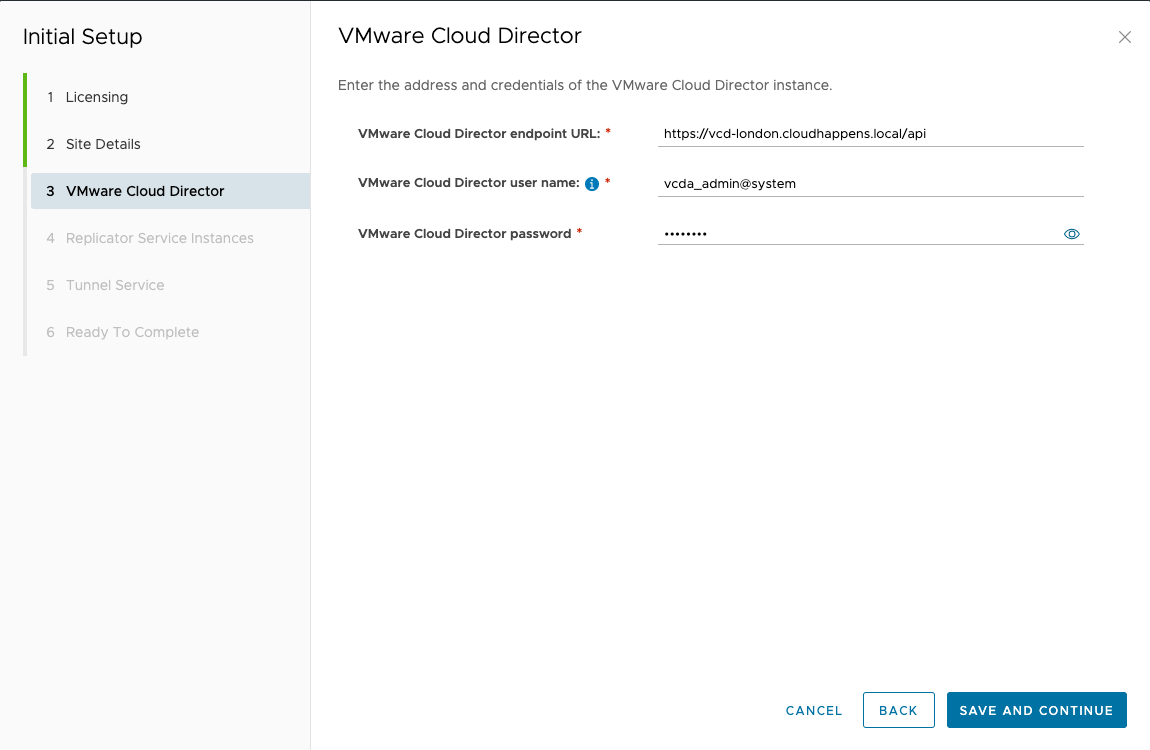 Initial Setup
1 Licensing
2 Site Details
3 VMware Cloud Director
4 Replicator Service Instances
5 Tunnel Service
6 Ready To Complete
VMware Cloud Director
Enter the address and credentials of the VMware Cloud Director instance.
VMware Cloud Director endpoint URL: * https://vcd-london.cloudhappens.local/api
VMware Cloud Director user name: i * vcda_admin@system
VMware Cloud Director password * ••••••••
CANCEL BACK SAVE AND CONTINUE